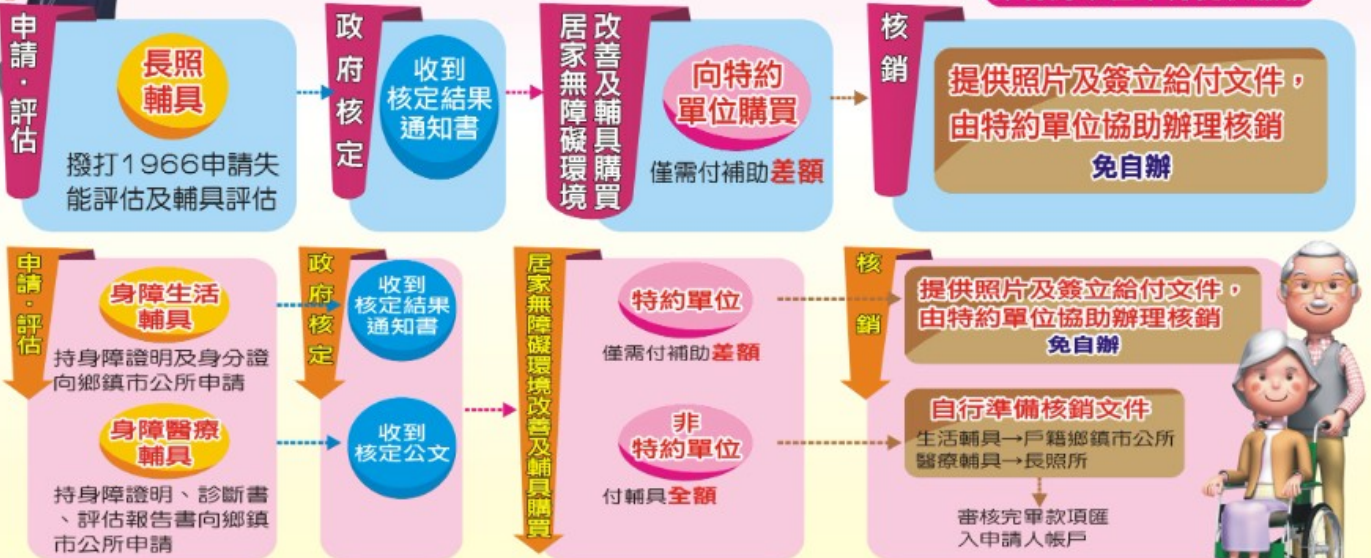 申請・評估
長照
輔具
撥打1966申請失
能評估及輔具評估
政府核定
收到
核定結果
通知書
居家無障礙環境
改善及輔具購買
向特約
單位購買
僅需付補助差額
核銷
提供照片及簽立給付文件，
由特約單位協助辦理核銷
免自辦
申請・評估
身障生活
輔具
持身障證明及身分證
向鄉鎮市公所申請
身障醫療
輔具
持身障證明、診斷書
、評估報告書向鄉鎮
市公所申請
政府核定
收到
核定結果
通知書
收到
核定公文
居家無障礙環境改善及輔具購買
特約單位
僅需付補助差額
非
特約單位
付輔具全額
核銷
提供照片及簽立給付文件，
由特約單位協助辦理核銷
免自辦
自行準備核銷文件
生活輔具→戶籍鄉鎮市公所
醫療輔具→長照所
審核完畢款項匯
入申請人帳戶